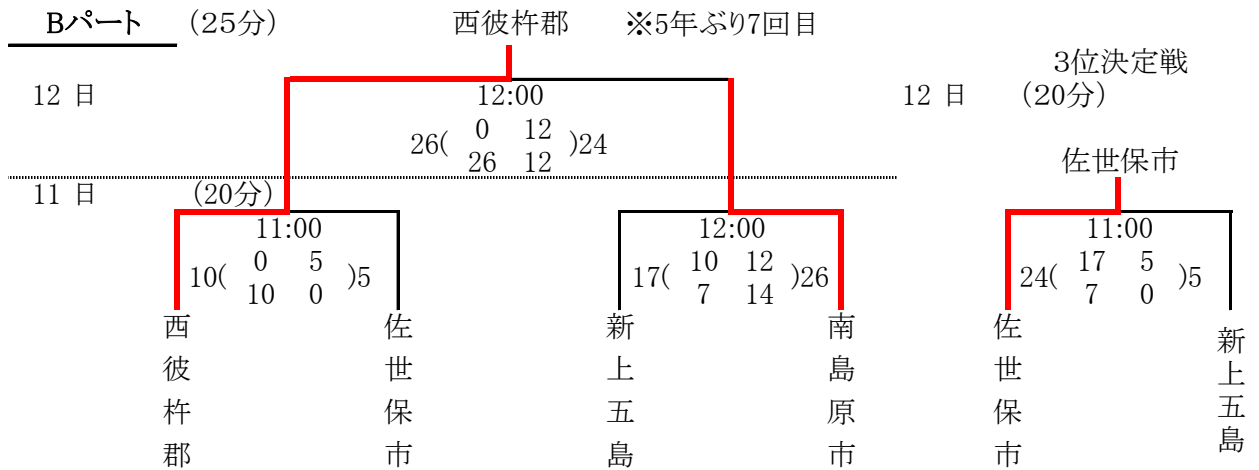 Bパート (25分) 西彼杵郡 ※5年ぶり7回目
3位決定戦
12 日 12:00 12 日 (20分)
0 12
26( )24
26 12
佐世保市
11 日 (20分)
11:00 12:00 11:00
0 5 10 12 17 5
10( )5 17( )26 24( )5
10 0 7 14 7 0
西彼杵郡
佐世保市
新上五島
南島原市
佐世保市
新上五島